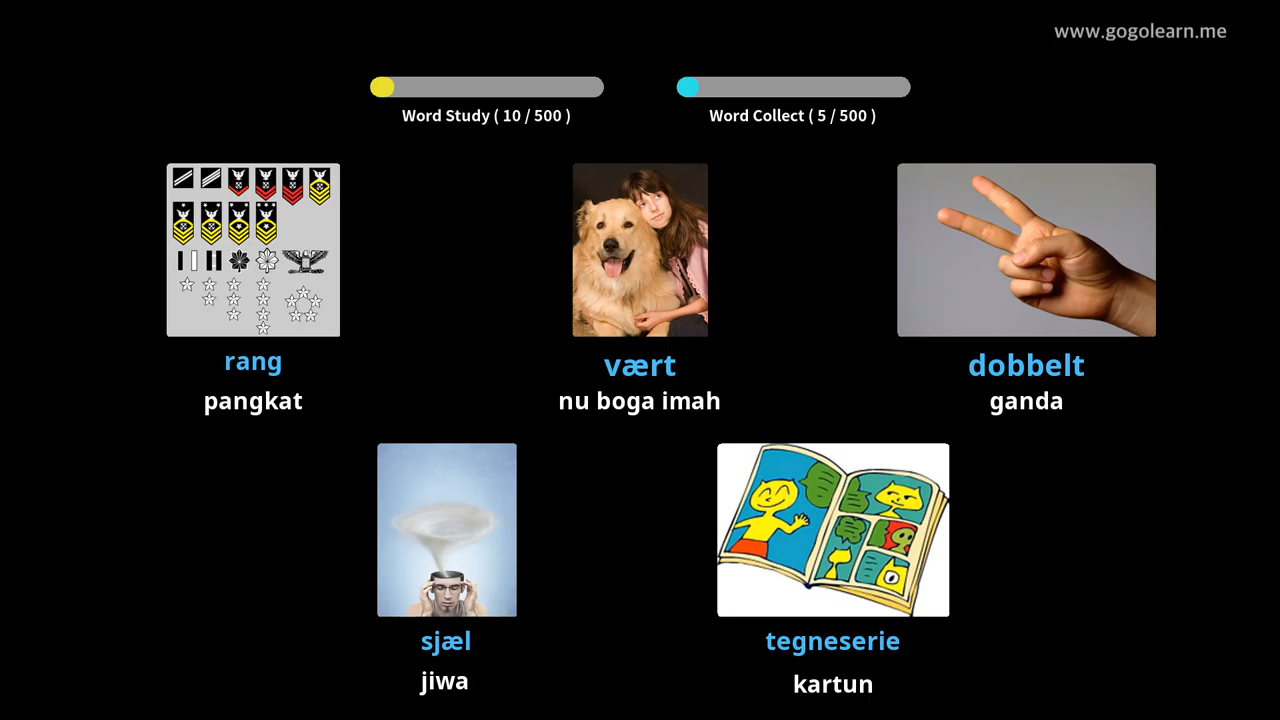 www.gogolearn.me
Word Study ( 10 / 500 )
Word Collect ( 5 / 500 )
rang
vært
dobbelt
pangkat
nu boga imah
ganda
sjæl
tegneserie
jiwa
kartun